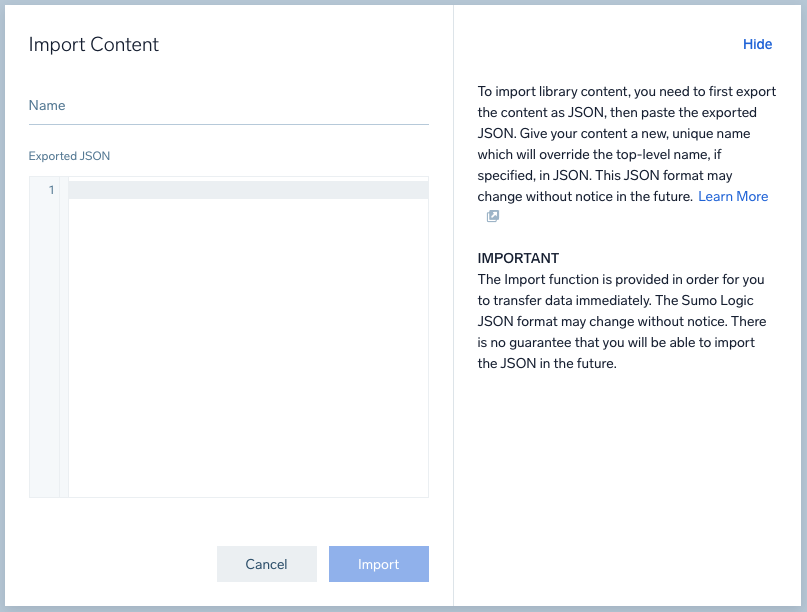 Import Content
Name
Exported JSON
1
Cancel
Import
Hide
To import library content, you need to first export
the content as JSON, then paste the exported
JSON. Give your content a new, unique name
which will override the top-level name, if
specified, in JSON. This JSON format may
change without notice in the future. Learn More
IMPORTANT
The Import function is provided in order for you
to transfer data immediately. The Sumo Logic
JSON format may change without notice. There
is no guarantee that you will be able to import
the JSON in the future.